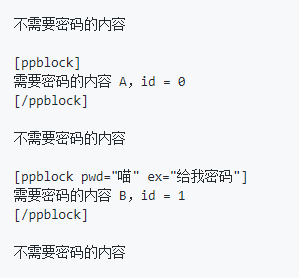 不需要密码的内容
[ppblock]
需要密码的内容 A，id = 0
[/ppblock]
不需要密码的内容
[ppblock pwd="喵" ex="给我密码"]
需要密码的内容 B，id = 1
[/ppblock]
不需要密码的内容